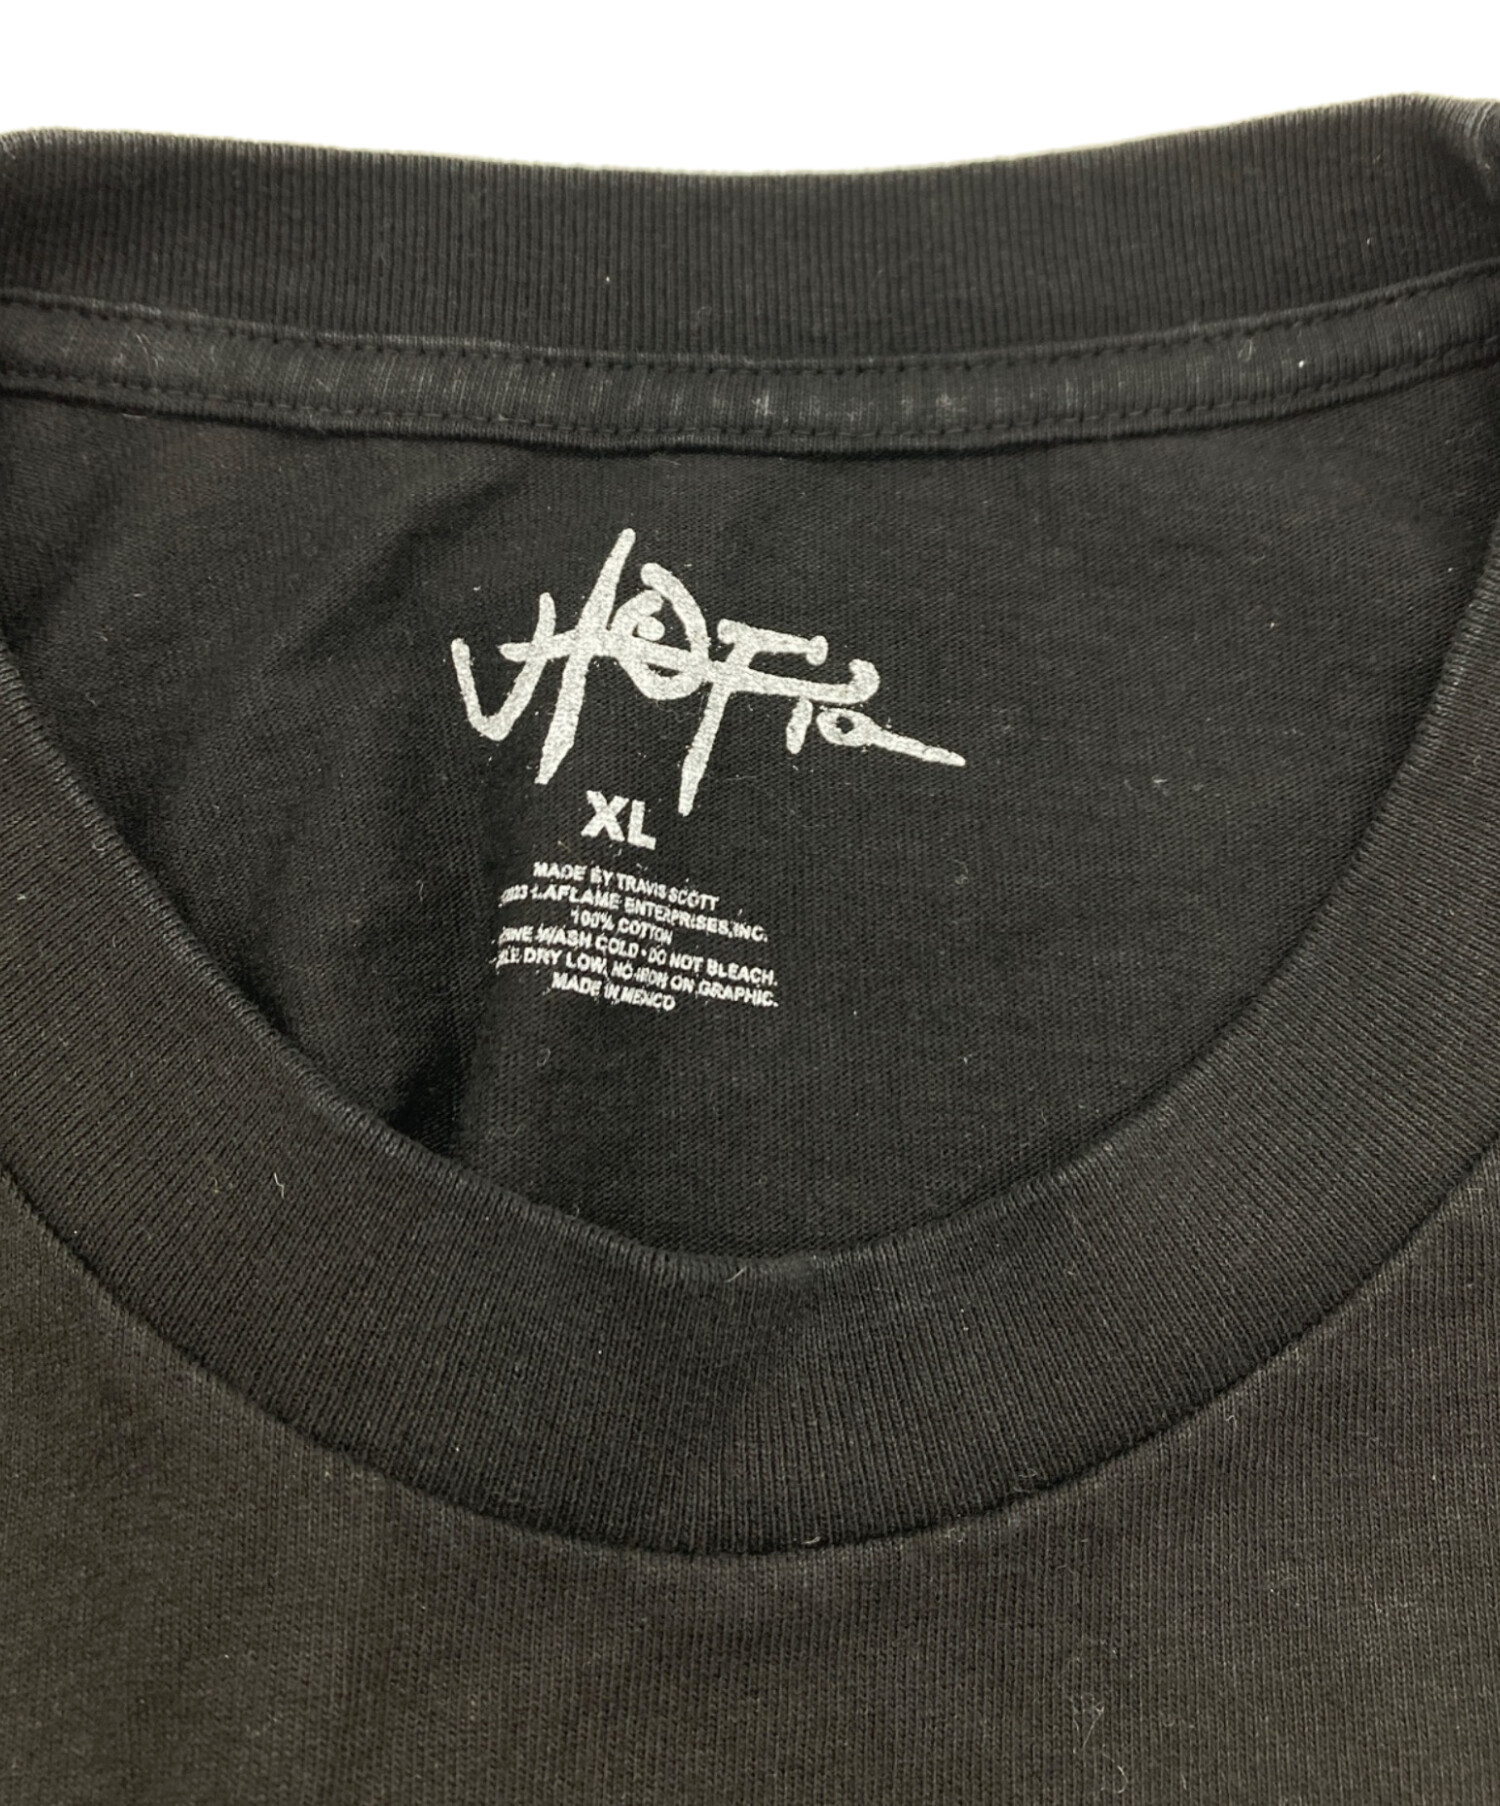 UTOPIA
XL
MADE BY TRAVIS SCOTT
LAFLAME ENTERPRISES, INC.
100% COTTON
WASH COLD • DO NOT BLEACH.
DRY LOW, NO IRON ON GRAPHIC.
MADE IN MEXICO